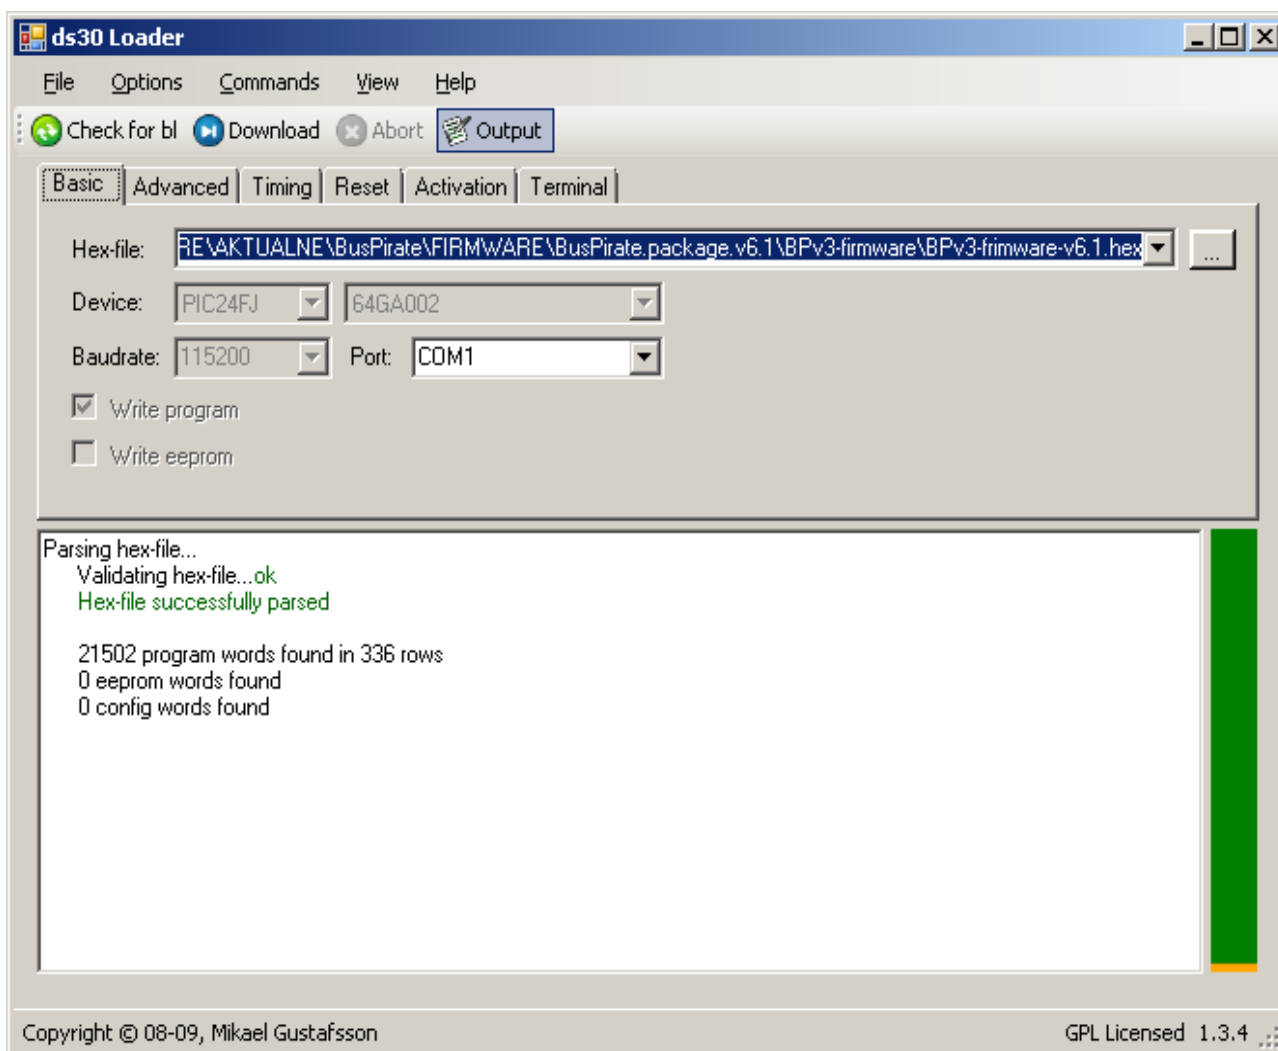 ds30 Loader
File Options Commands View Help
Check for bl Download Abort Output
Basic Advanced Timing Reset Activation Terminal
Hex-file: RE\AKTUALNE\BusPirate\FIRMWARE\BusPirate.package.v6.1\BPv3-firmware\BPv3-frimware-v6.1.hex ...
Device: PIC24FJ 64GA002
Baudrate: 115200 Port: COM1
Write program
Write eeprom
Parsing hex-file...
Validating hex-file...ok
Hex-file successfully parsed
21502 program words found in 336 rows
0 eeprom words found
0 config words found
Copyright © 08-09, Mikael Gustafsson GPL Licensed 1.3.4